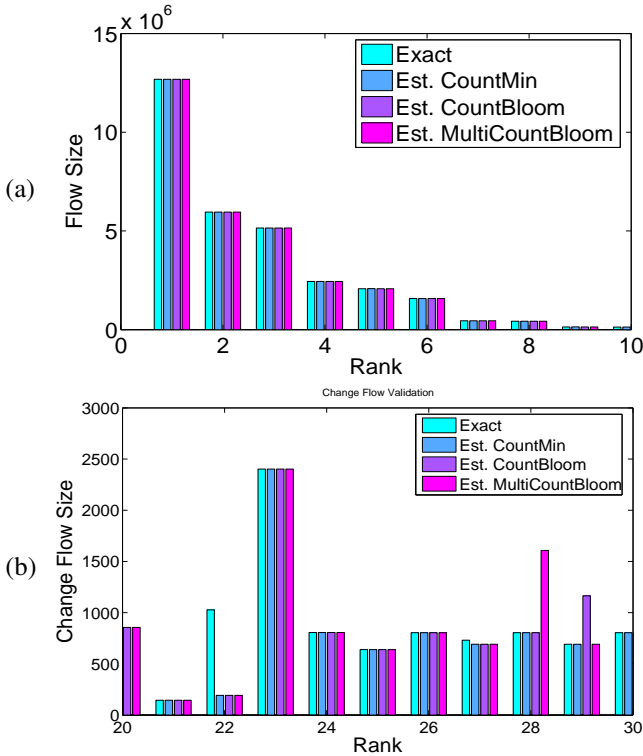 (a)
15 x 10^6
10
5
0
Flow Size
Exact
Est. CountMin
Est. CountBloom
Est. MultiCountBloom
0 2 4 6 8 10
Rank
(b)
Change Flow Validation
3000
2500
2000
1500
1000
500
0
Change Flow Size
Exact
Est. CountMin
Est. CountBloom
Est. MultiCountBloom
20 22 24 26 28 30
Rank